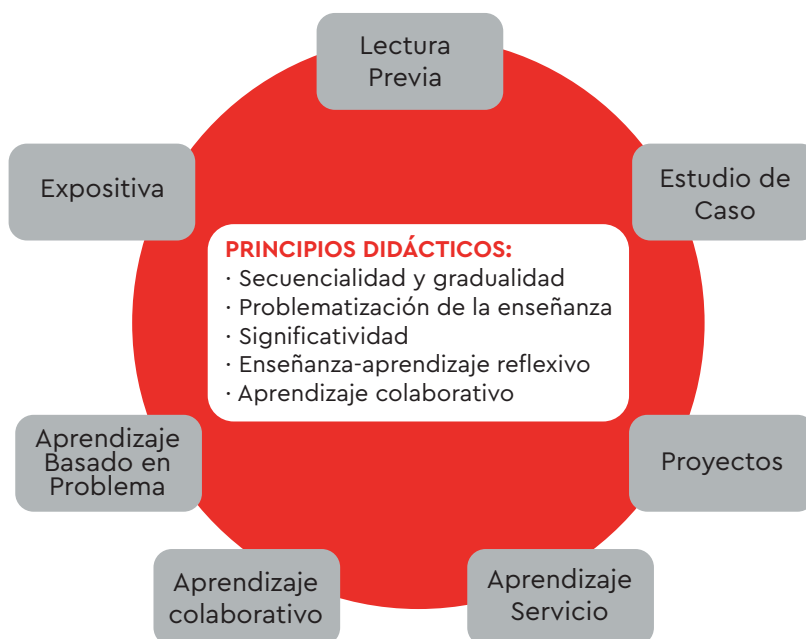 Lectura
Previa
Expositiva
Estudio de
Caso
PRINCIPIOS DIDÁCTICOS:
· Secuencialidad y gradualidad
· Problematización de la enseñanza
· Significatividad
· Enseñanza-aprendizaje reflexivo
· Aprendizaje colaborativo
Aprendizaje
Basado en
Problema
Proyectos
Aprendizaje
colaborativo
Aprendizaje
Servicio